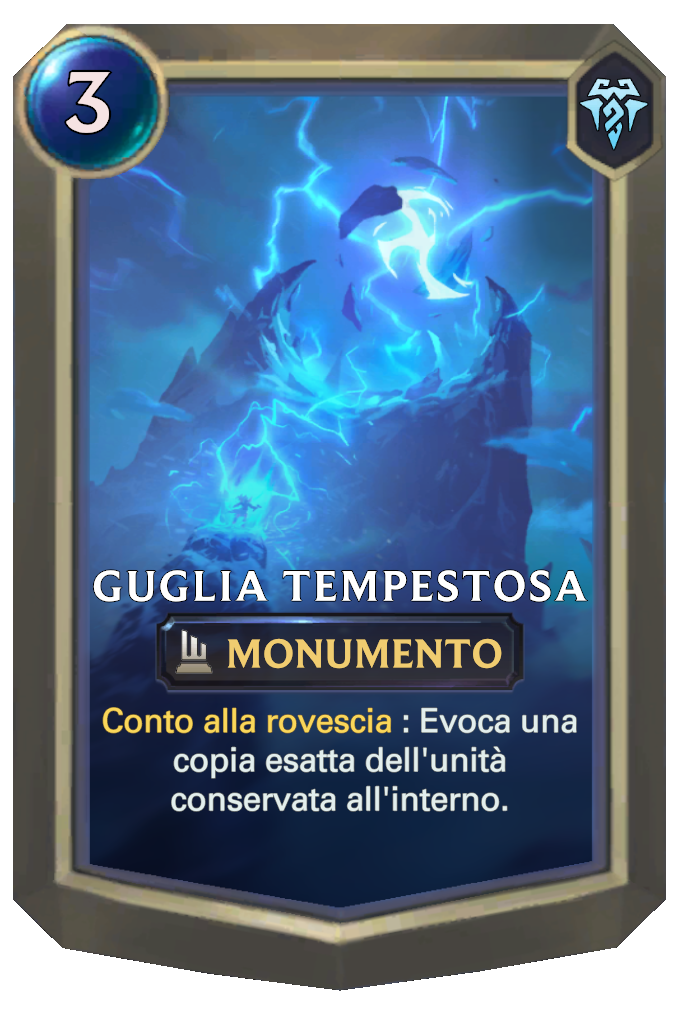 3
GUGLIA TEMPESTOSA
MONUMENTO
Conto alla rovescia : Evoca una
copia esatta dell'unità
conservata all'interno.